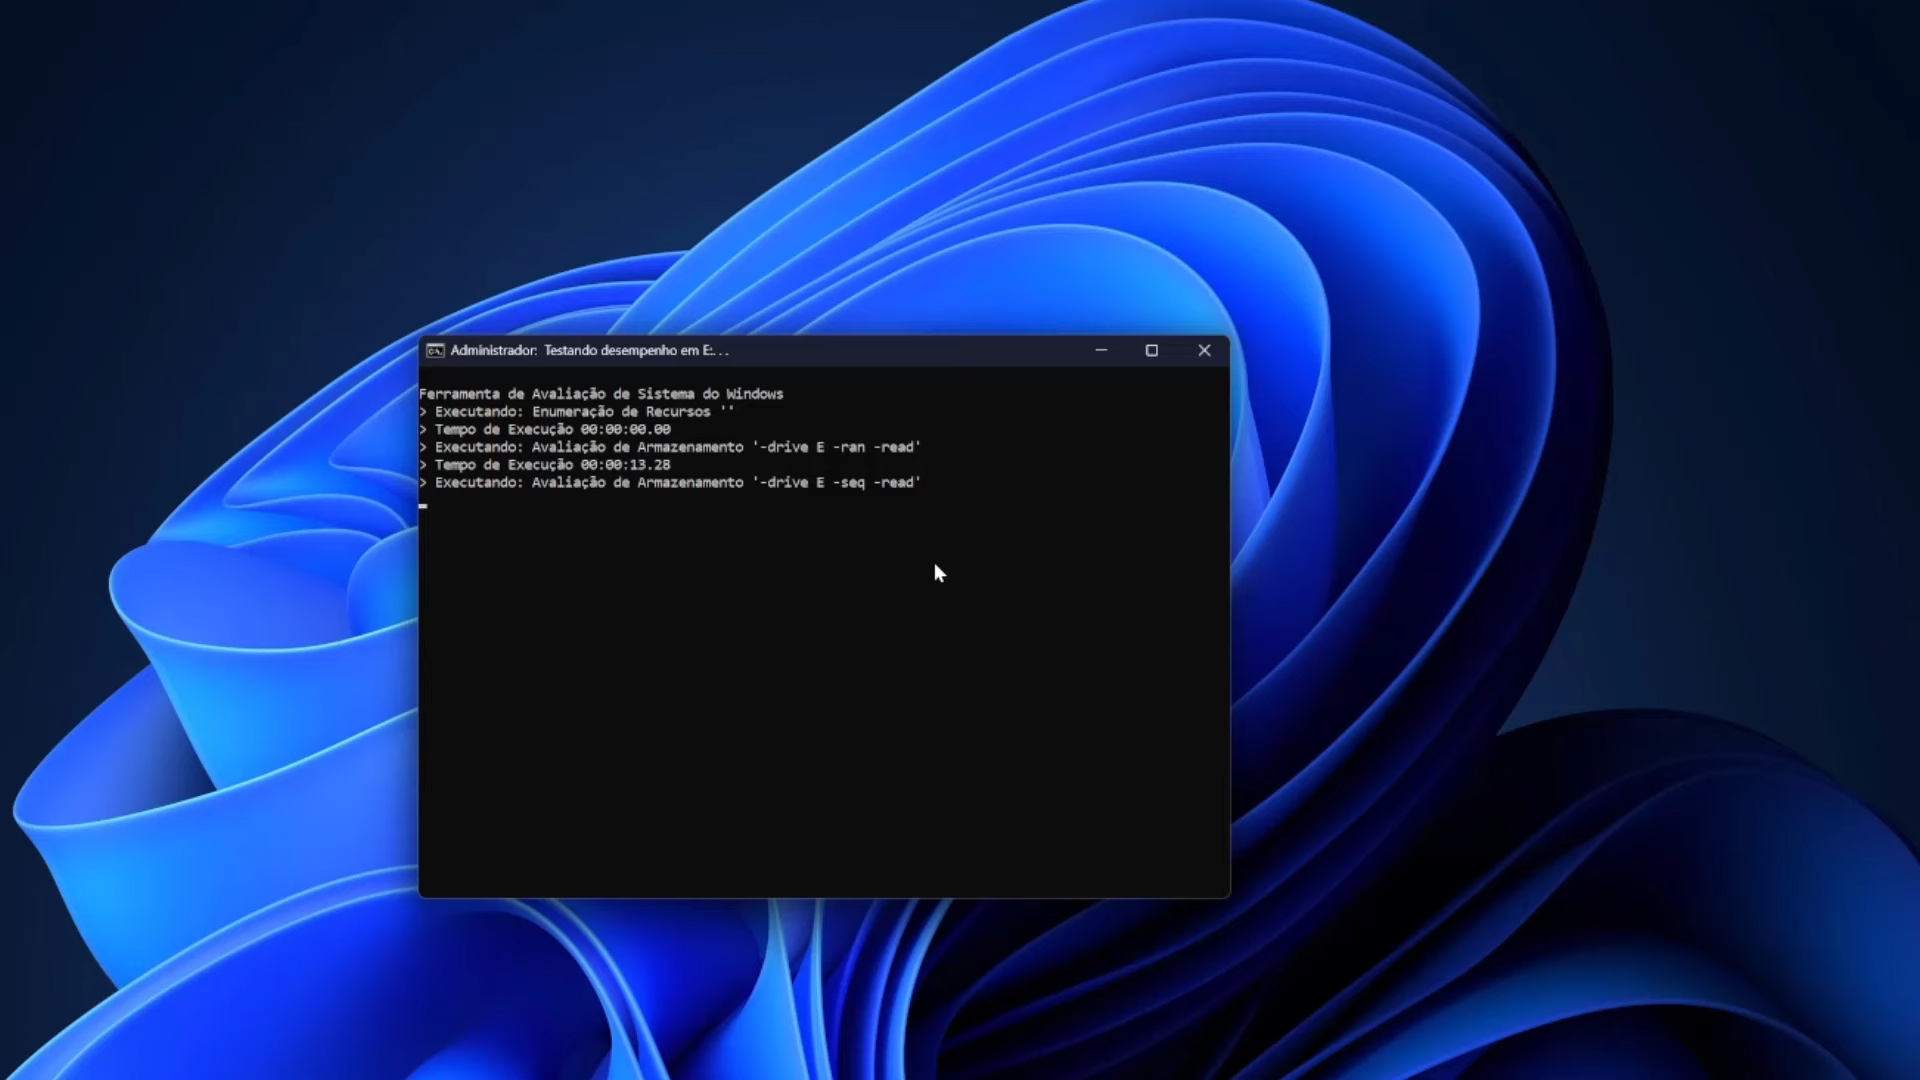 Administrador: Testando desempenho em E:...
Ferramenta de Avaliação de Sistema do Windows
> Executando: Enumeração de Recursos ''
> Tempo de Execução 00:00:00.00
> Executando: Avaliação de Armazenamento '-drive E -ran -read'
> Tempo de Execução 00:00:13.28
> Executando: Avaliação de Armazenamento '-drive E -seq -read'